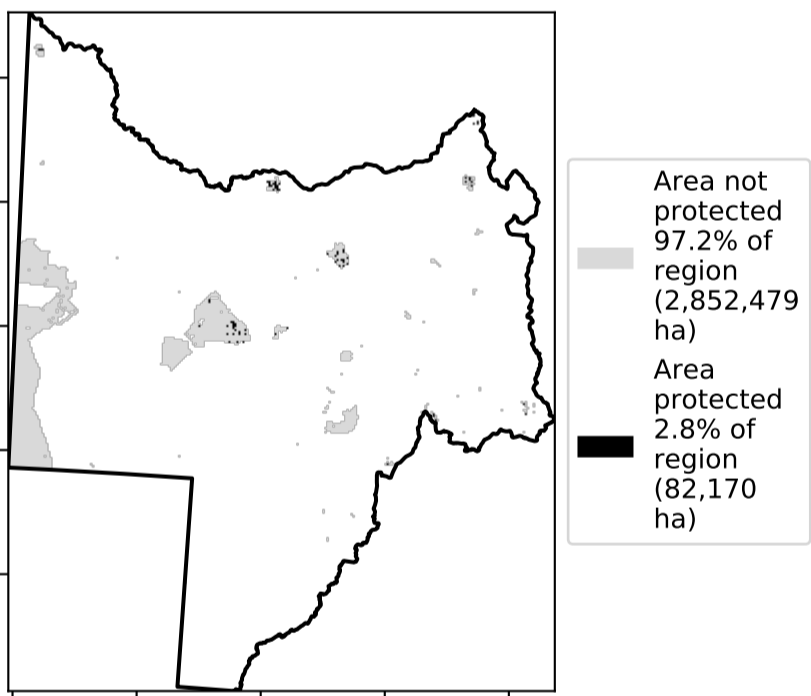 Area not
protected
97.2% of
region
(2,852,479
ha)
Area
protected
2.8% of
region
(82,170
ha)